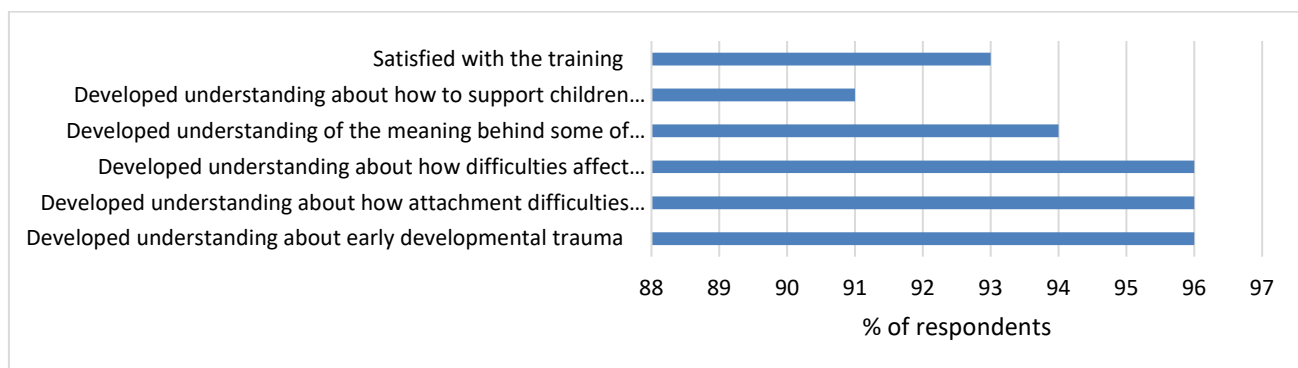 Satisfied with the training
Developed understanding about how to support children...
Developed understanding of the meaning behind some of...
Developed understanding about how difficulties affect...
Developed understanding about how attachment difficulties...
Developed understanding about early developmental trauma
88 89 90 91 92 93 94 95 96 97
% of respondents